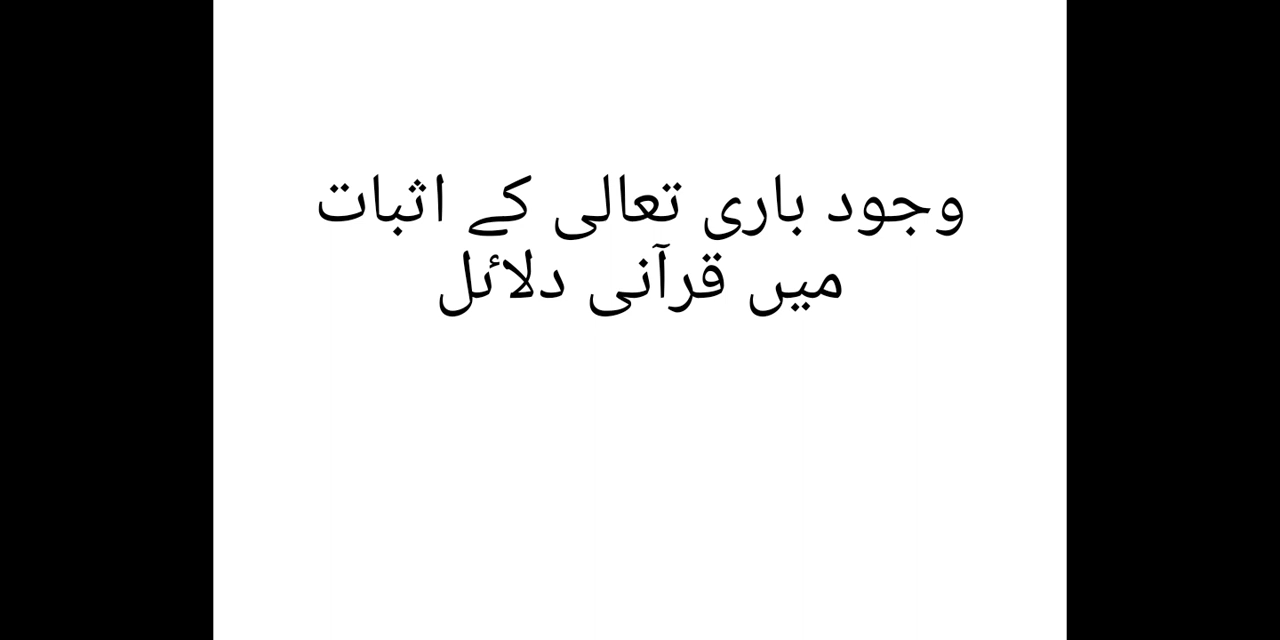 وجود باری تعالی کے اثبات
میں قرآنی دلائل